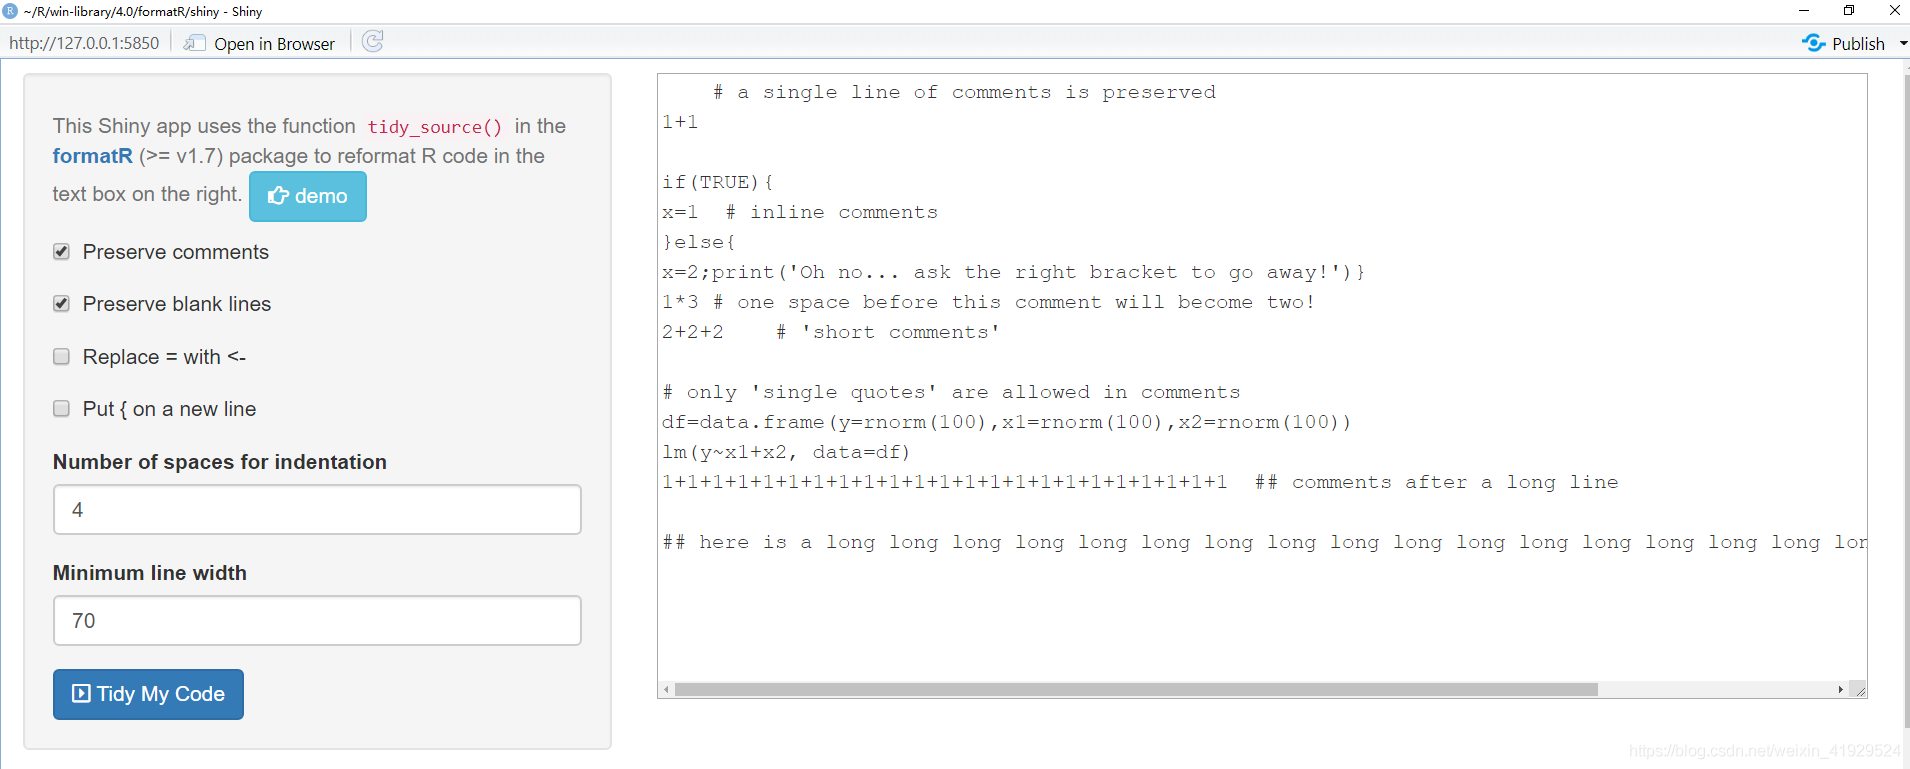 R ~/R/win-library/4.0/formatR/shiny - Shiny
http://127.0.0.1:5850 Open in Browser Publish
This Shiny app uses the function tidy_source() in the
formatR (>= v1.7) package to reformat R code in the
text box on the right. demo
Preserve comments
Preserve blank lines
Replace = with <-
Put { on a new line
Number of spaces for indentation
4
Minimum line width
70
Tidy My Code
    # a single line of comments is preserved
1+1
if(TRUE){
x=1  # inline comments
}else{
x=2;print('Oh no... ask the right bracket to go away!')}
1*3 # one space before this comment will become two!
2+2+2    # 'short comments'
# only 'single quotes' are allowed in comments
df=data.frame(y=rnorm(100),x1=rnorm(100),x2=rnorm(100))
lm(y~x1+x2, data=df)
1+1+1+1+1+1+1+1+1+1+1+1+1+1+1+1+1+1+1+1+1+1+1  ## comments after a long line
## here is a long long long long long long long long long long long long long long long long lon
https://blog.csdn.net/weixin_41929524